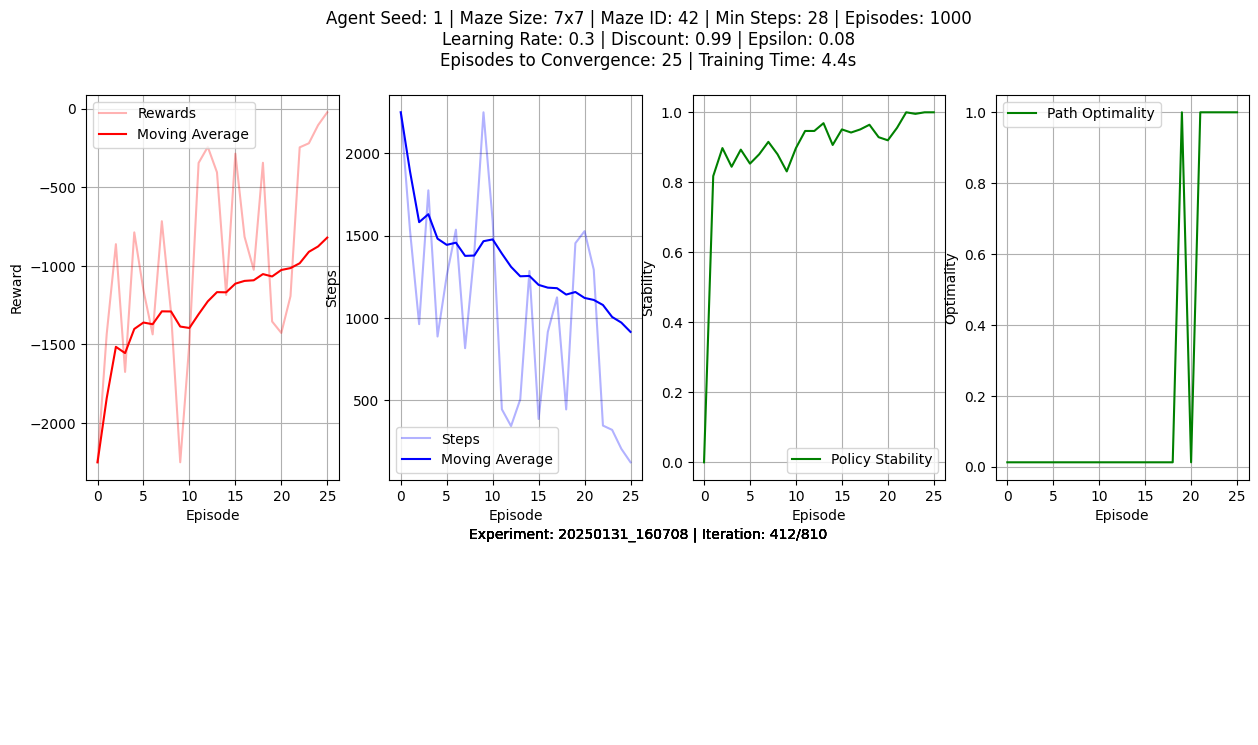 Agent Seed: 1 | Maze Size: 7x7 | Maze ID: 42 | Min Steps: 28 | Episodes: 1000
Learning Rate: 0.3 | Discount: 0.99 | Epsilon: 0.08
Episodes to Convergence: 25 | Training Time: 4.4s
Rewards
Moving Average
Reward
0
−500
−1000
−1500
−2000
0 5 10 15 20 25
Episode
Steps
2000
1500
1000
500
Steps
Moving Average
0 5 10 15 20 25
Episode
Stability
1.0
0.8
0.6
0.4
0.2
0.0
Policy Stability
0 5 10 15 20 25
Episode
Optimality
1.0
0.8
0.6
0.4
0.2
0.0
Path Optimality
0 5 10 15 20 25
Episode
Experiment: 20250131_160708 | Iteration: 412/810